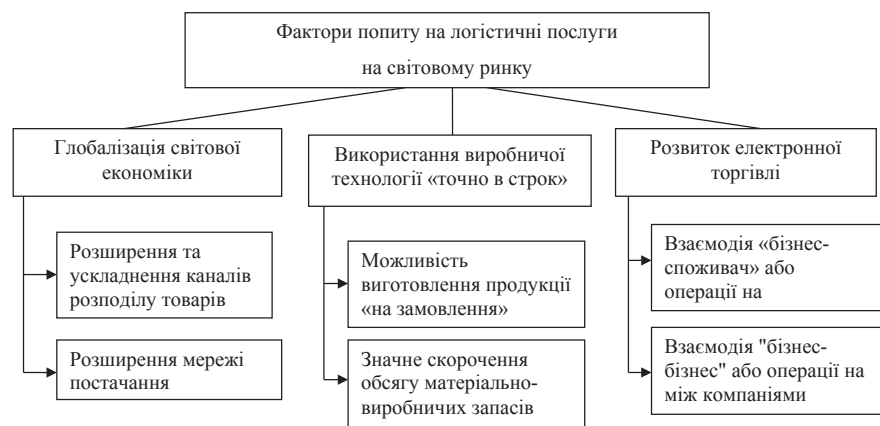 Фактори попиту на логістичні послуги
на світовому ринку
Глобалізація світової
економіки
Розширення та
ускладнення каналів
розподілу товарів
Розширення мережі
постачання
Використання виробничої
технології «точно в строк»
Можливість
виготовлення продукції
«на замовлення»
Значне скорочення
обсягу матеріально-
виробничих запасів
Розвиток електронної
торгівлі
Взаємодія «бізнес-
споживач» або
операції на
Взаємодія "бізнес-
бізнес" або операції на
між компаніями